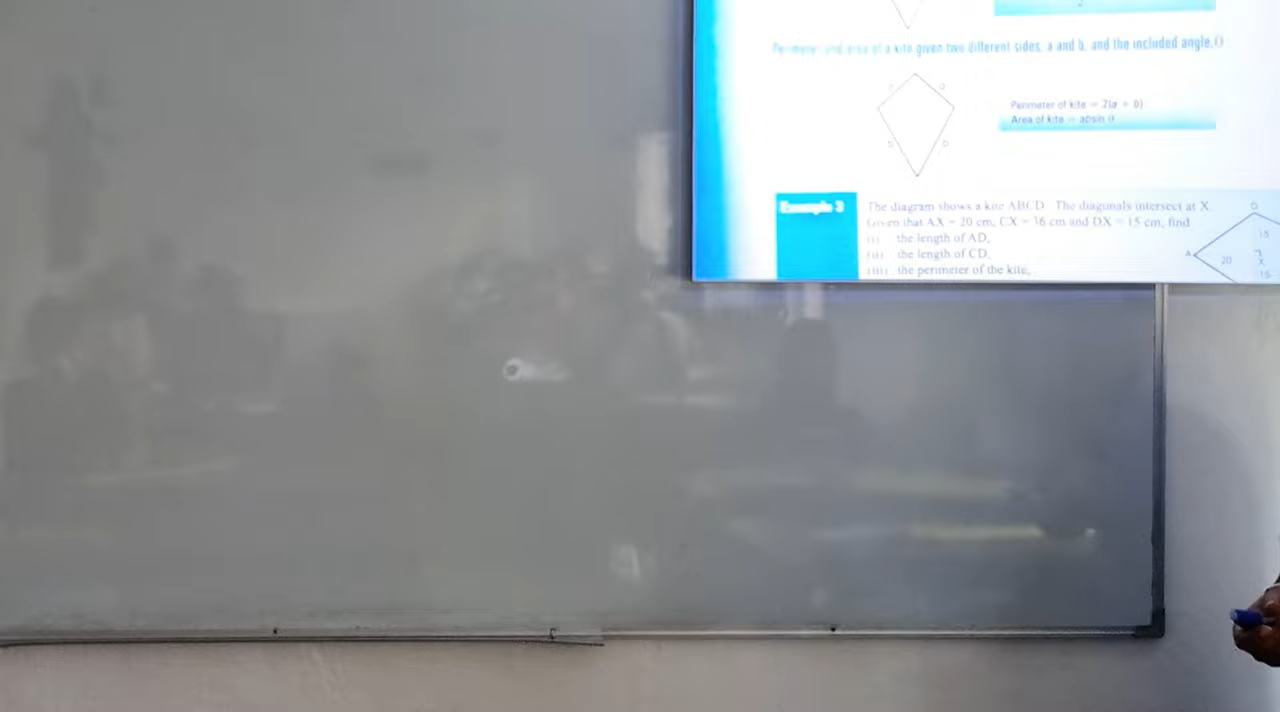 Perimeter and area of a kite given two different sides, a and b, and the included angle, θ
a
a
b
b
Perimeter of kite = 2(a + b)
Area of kite = absin θ
Example 3
The diagram shows a kite ABCD. The diagonals intersect at X.
Given that AX = 20 cm, CX = 36 cm and DX = 15 cm, find
(i) the length of AD,
(ii) the length of CD,
(iii) the perimeter of the kite,
D
15
A
20
X
15